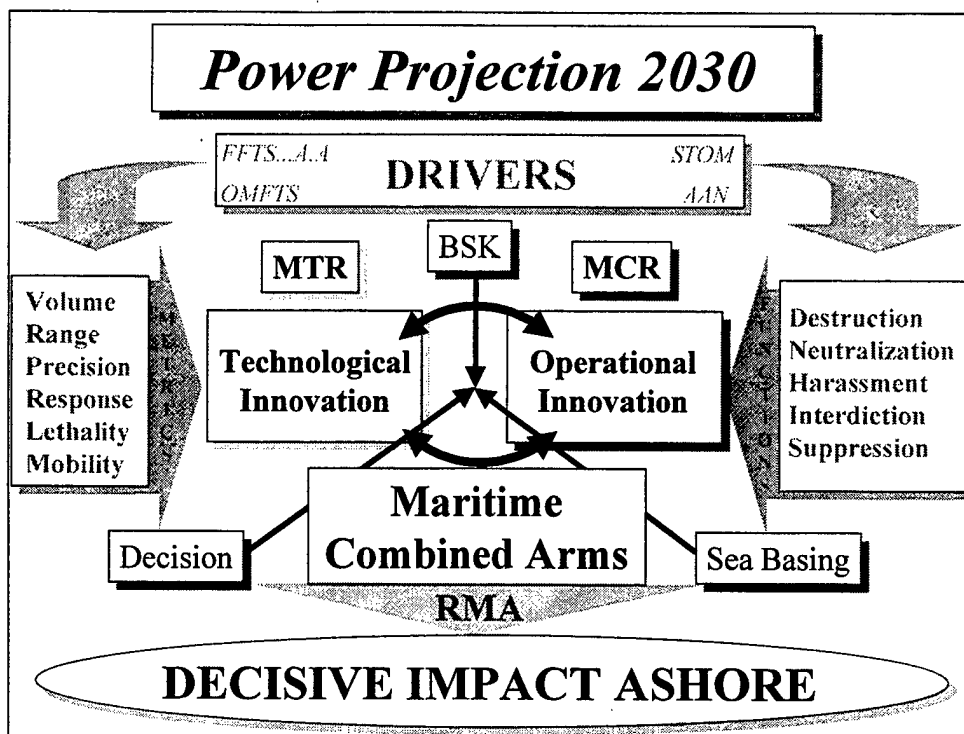 Power Projection 2030
FFTS...A.A
OMFTS
DRIVERS
STOM
AAN
MTR
BSK
MCR
Volume
Range
Precision
Response
Lethality
Mobility
METRICS
Technological
Innovation
Operational
Innovation
FUNCTIONS
Destruction
Neutralization
Harassment
Interdiction
Suppression
Decision
Maritime
Combined Arms
Sea Basing
RMA
DECISIVE IMPACT ASHORE